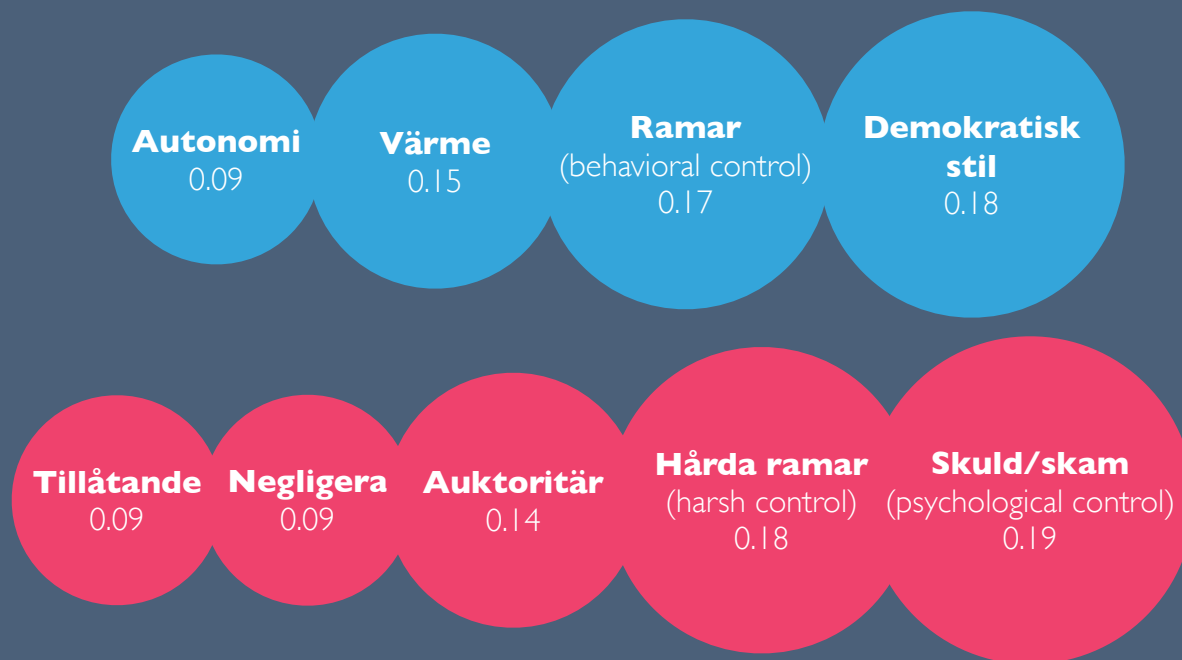 Autonomi
0.09
Värme
0.15
Ramar
(behavioral control)
0.17
Demokratisk
stil
0.18
Tillåtande
0.09
Negligera
0.09
Auktoritär
0.14
Hårda ramar
(harsh control)
0.18
Skuld/skam
(psychological control)
0.19